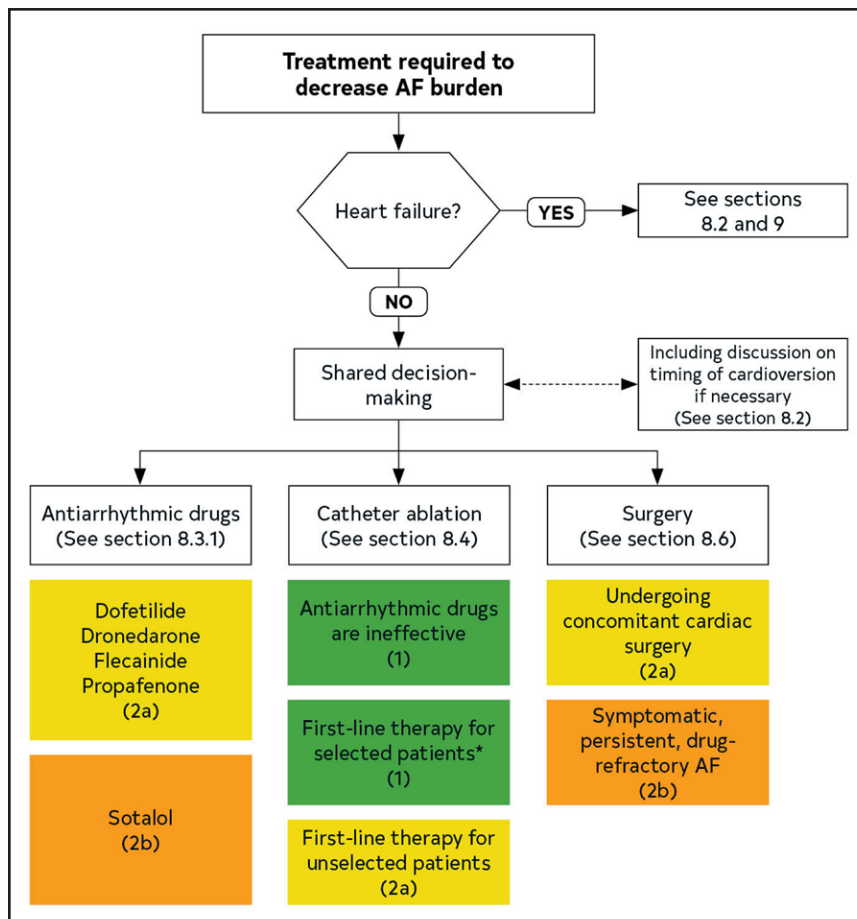 Treatment required to
decrease AF burden
Heart failure?
YES
See sections
8.2 and 9
NO
Shared decision-
making
Including discussion on
timing of cardioversion
if necessary
(See section 8.2)
Antiarrhythmic drugs
(See section 8.3.1)
Catheter ablation
(See section 8.4)
Surgery
(See section 8.6)
Dofetilide
Dronedarone
Flecainide
Propafenone
(2a)
Sotalol
(2b)
Antiarrhythmic drugs
are ineffective
(1)
First-line therapy for
selected patients*
(1)
First-line therapy for
unselected patients
(2a)
Undergoing
concomitant cardiac
surgery
(2a)
Symptomatic,
persistent, drug-
refractory AF
(2b)